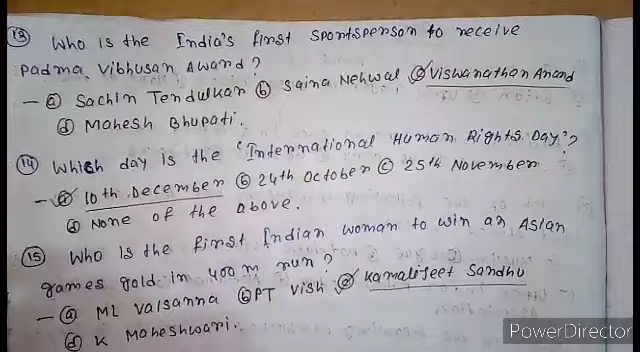 ⑬ Who is the India's first sportsperson to receive
Padma Vibhusan Award?
- ⓐ Sachin Tendulkar ⓑ Saina Nehwal ⓒ Viswanathan Anand
ⓓ Mahesh Bhupati.
⑭ Which day is the 'International Human Rights Day'?
- ⓐ 10th December ⓑ 24th October ⓒ 25th November
ⓓ None of the above.
⑮ Who is the first Indian woman to win an Asian
games gold in 400m run?
- ⓐ ML Valsanna ⓑ PT Vish ⓒ Kamaljeet Sandhu
ⓓ K Maheshwari.
PowerDirector